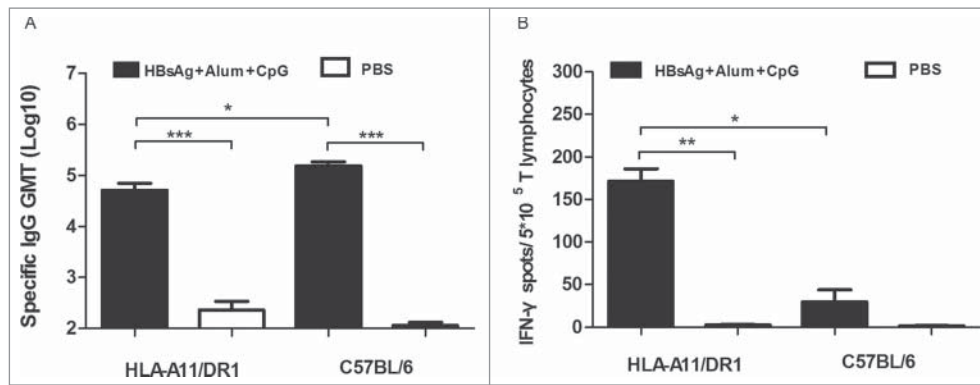 A
HBsAg+Alum+CpG
PBS
Specific IgG GMT (Log10)
7
6
5
4
3
2
*
***
***
HLA-A11/DR1
C57BL/6
B
HBsAg+Alum+CpG
PBS
IFN-γ spots/ 5*10 5 T lymphocytes
300
250
200
150
100
50
0
*
**
HLA-A11/DR1
C57BL/6